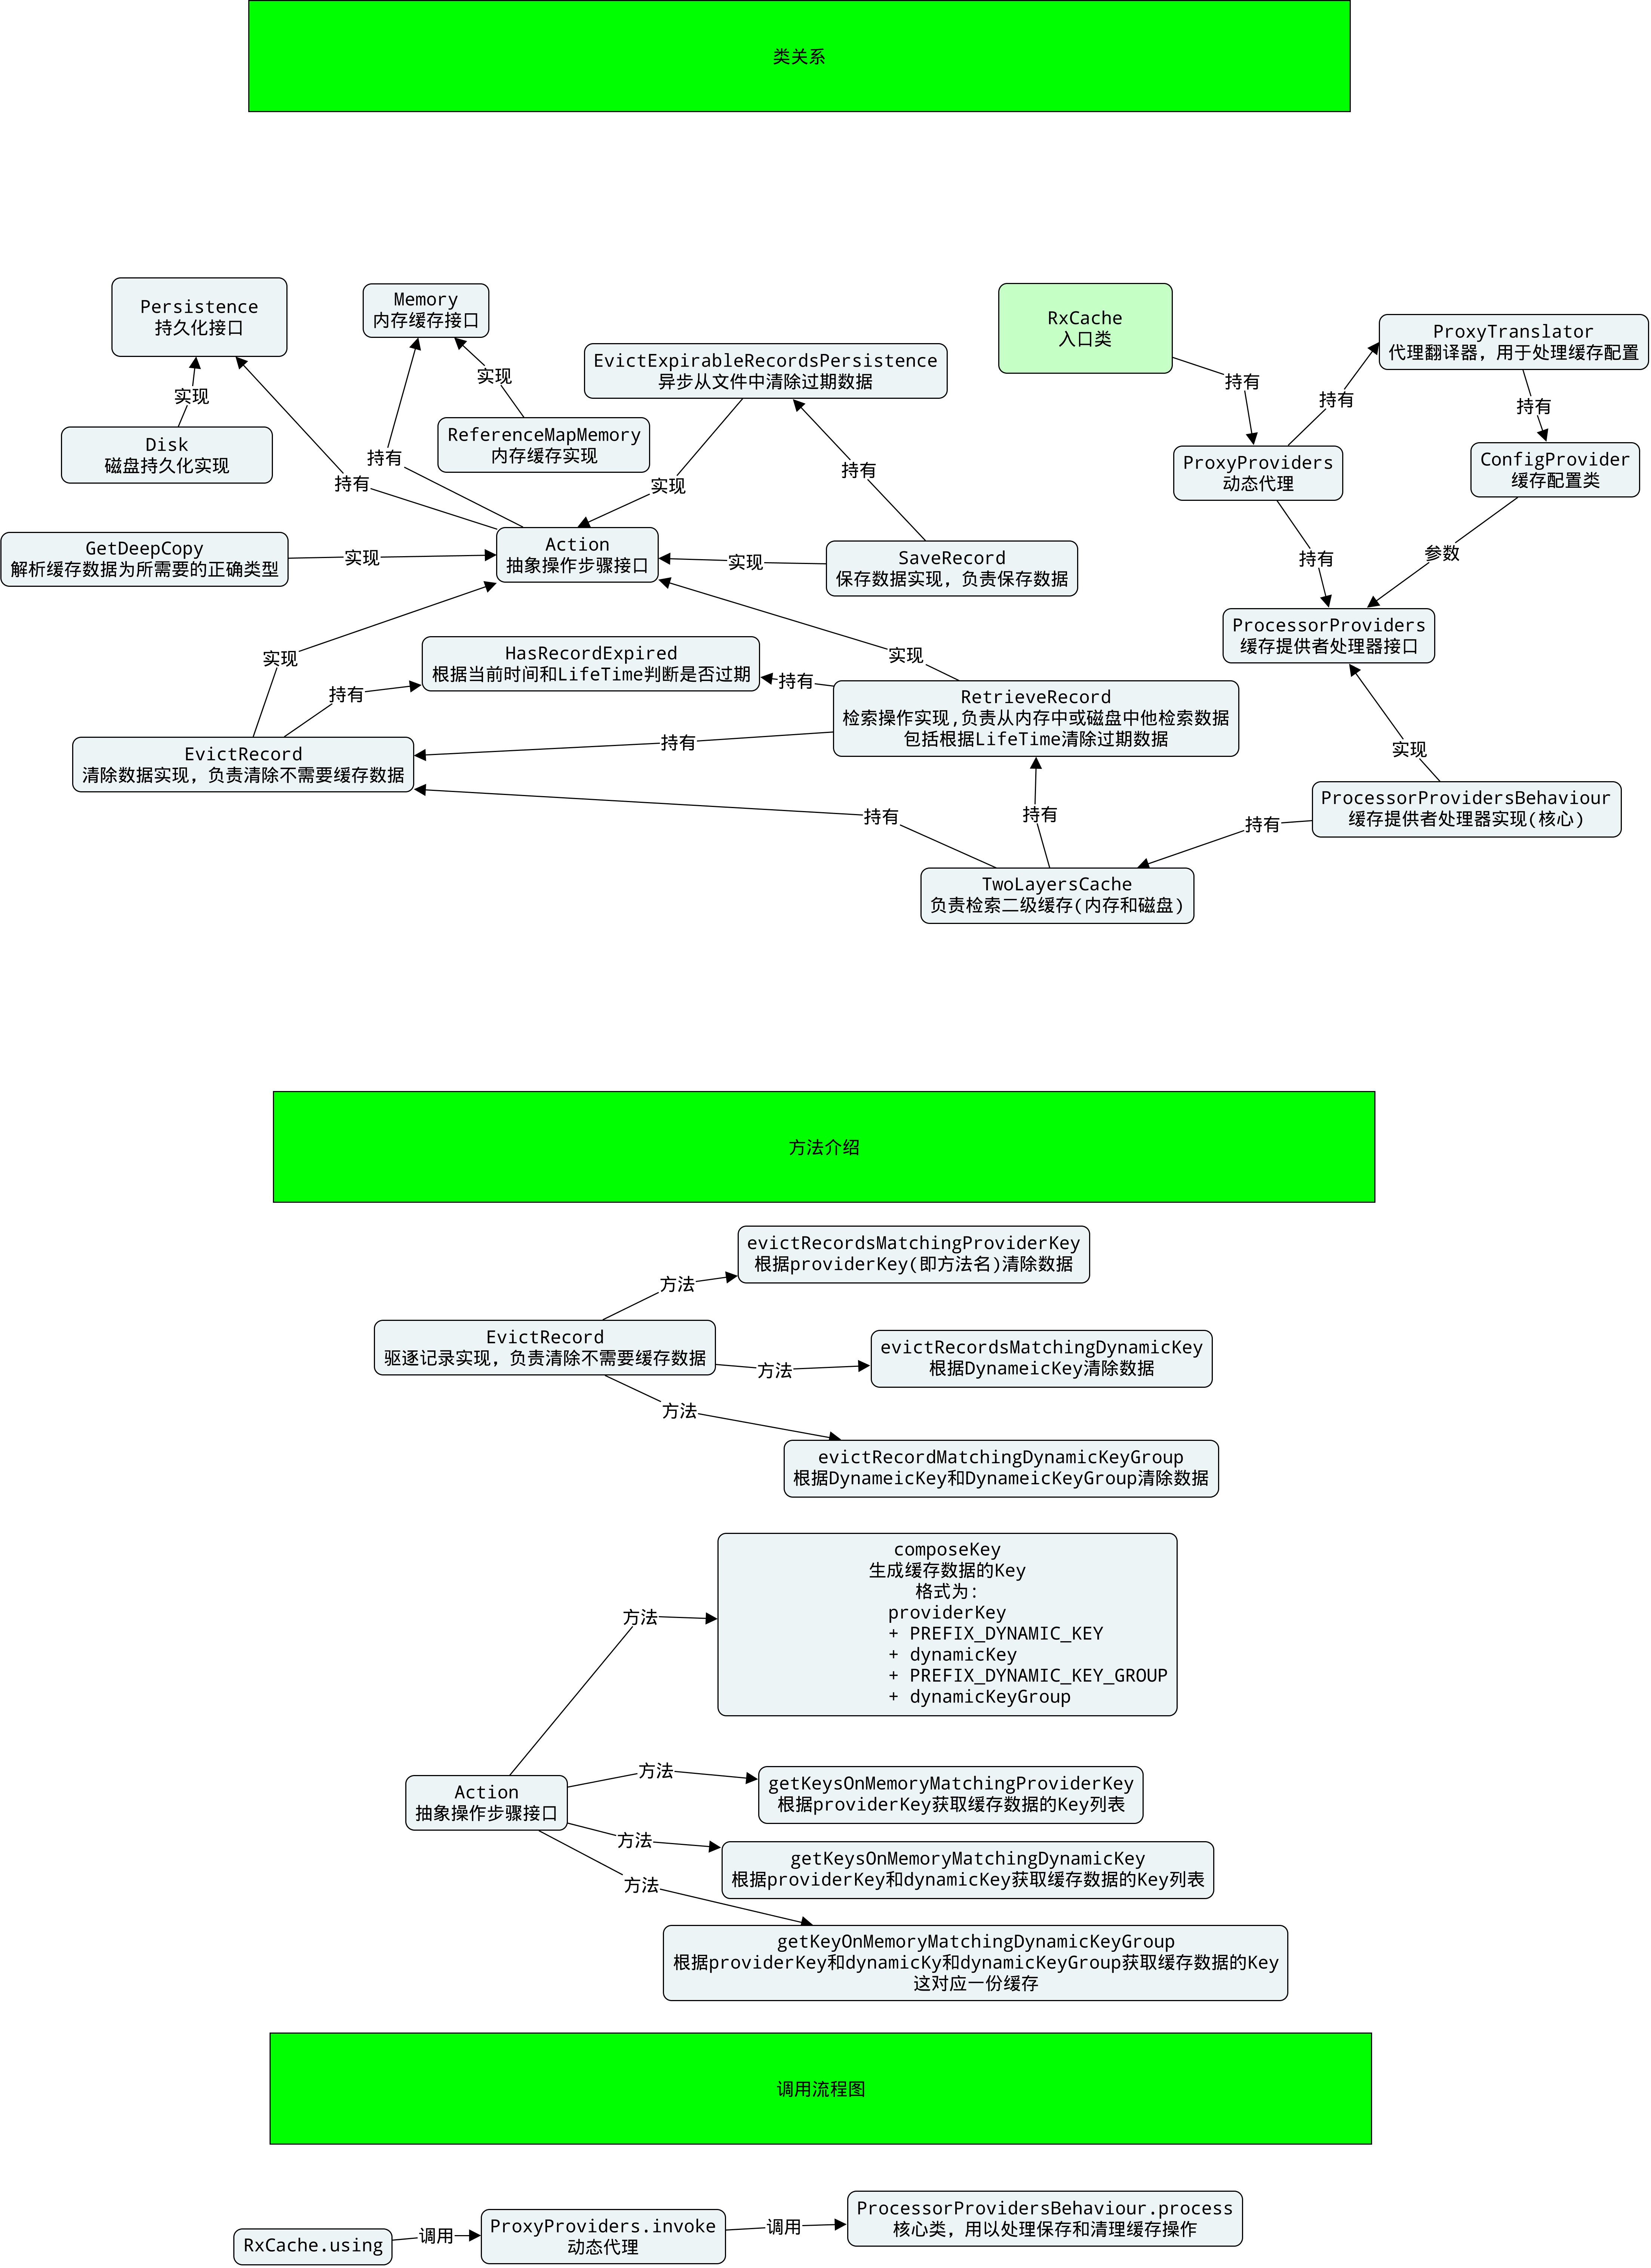 类关系
Persistence
持久化接口
Memory
内存缓存接口
RxCache
入口类
ProxyTranslator
代理翻译器，用于处理缓存配置
EvictExpirableRecordsPersistence
异步从文件中清除过期数据
实现
实现
持有
持有
持有
Disk
磁盘持久化实现
ReferenceMapMemory
内存缓存实现
ProxyProviders
动态代理
ConfigProvider
缓存配置类
持有
持有
实现
持有
GetDeepCopy
解析缓存数据为所需要的正确类型
实现
Action
抽象操作步骤接口
实现
SaveRecord
保存数据实现，负责保存数据
持有
参数
ProcessorProviders
缓存提供者处理器接口
实现
HasRecordExpired
根据当前时间和LifeTime判断是否过期
实现
持有
持有
RetrieveRecord
检索操作实现,负责从内存中或磁盘中他检索数据
包括根据LifeTime清除过期数据
EvictRecord
清除数据实现，负责清除不需要缓存数据
持有
实现
持有
持有
持有
ProcessorProvidersBehaviour
缓存提供者处理器实现(核心)
TwoLayersCache
负责检索二级缓存(内存和磁盘)
方法介绍
evictRecordsMatchingProviderKey
根据providerKey(即方法名)清除数据
方法
EvictRecord
驱逐记录实现，负责清除不需要缓存数据
方法
evictRecordsMatchingDynamicKey
根据DynameicKey清除数据
方法
evictRecordMatchingDynamicKeyGroup
根据DynameicKey和DynameicKeyGroup清除数据
composeKey
生成缓存数据的Key
格式为:
providerKey
+ PREFIX_DYNAMIC_KEY
+ dynamicKey
+ PREFIX_DYNAMIC_KEY_GROUP
+ dynamicKeyGroup
方法
Action
抽象操作步骤接口
方法
getKeysOnMemoryMatchingProviderKey
根据providerKey获取缓存数据的Key列表
方法
getKeysOnMemoryMatchingDynamicKey
根据providerKey和dynamicKey获取缓存数据的Key列表
方法
getKeyOnMemoryMatchingDynamicKeyGroup
根据providerKey和dynamicKy和dynamicKeyGroup获取缓存数据的Key
这对应一份缓存
调用流程图
RxCache.using
调用
ProxyProviders.invoke
动态代理
调用
ProcessorProvidersBehaviour.process
核心类，用以处理保存和清理缓存操作